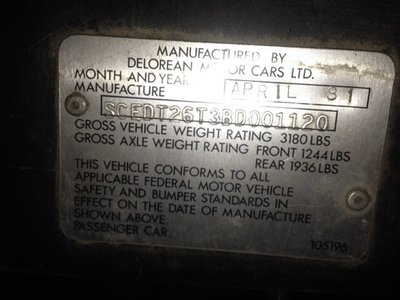 MANUFACTURED BY
DELOREAN MOTOR CARS LTD.
MONTH AND YEAR APRIL 81
MANUFACTURE
SCEDT26T3BD001120
GROSS VEHICLE WEIGHT RATING 3180 LBS
GROSS AXLE WEIGHT RATING FRONT 1244 LBS
REAR 1936 LBS
THIS VEHICLE CONFORMS TO ALL
APPLICABLE FEDERAL MOTOR VEHICLE
SAFETY AND BUMPER STANDARDS IN
EFFECT ON THE DATE OF MANUFACTURE
SHOWN ABOVE.
PASSENGER CAR.
105196